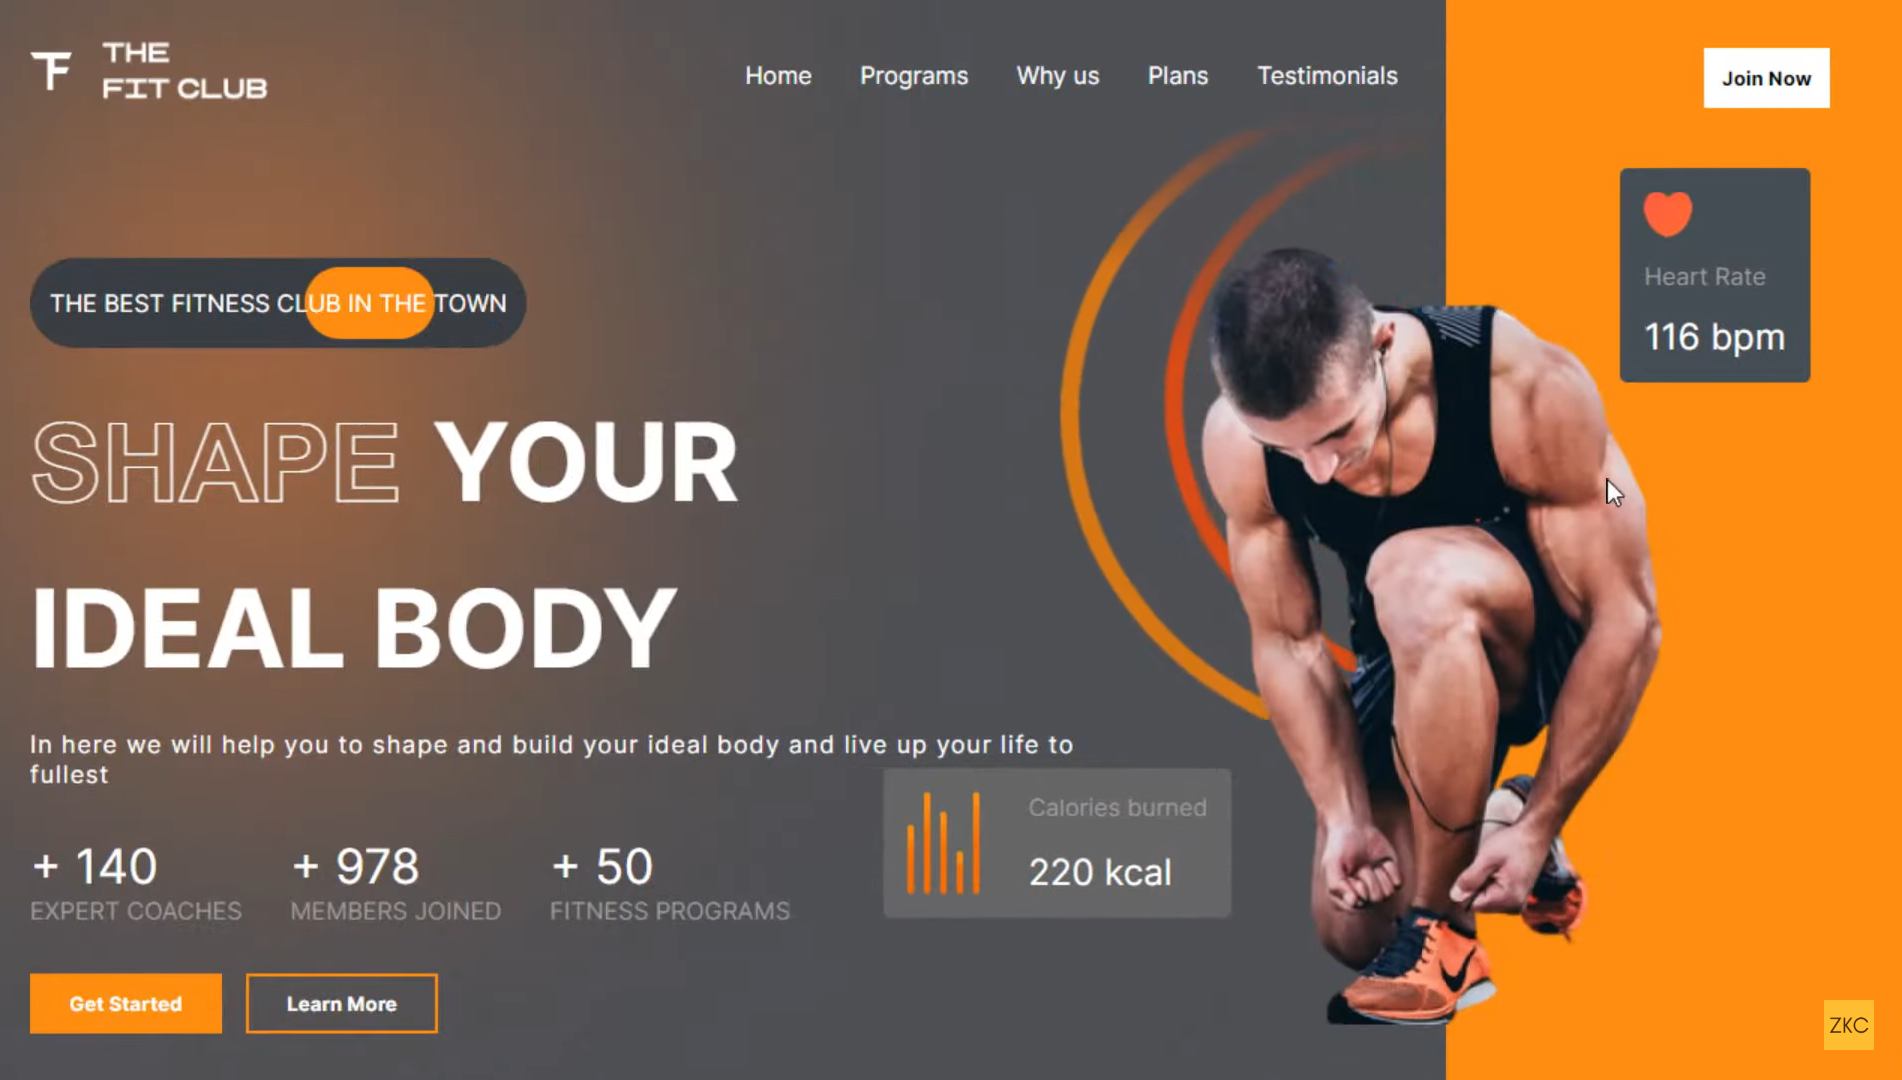 THE
FIT CLUB
Home
Programs
Why us
Plans
Testimonials
Join Now
Heart Rate
116 bpm
THE BEST FITNESS CLUB IN THE TOWN
SHAPE YOUR
IDEAL BODY
In here we will help you to shape and build your ideal body and live up your life to
fullest
Calories burned
220 kcal
+ 140
EXPERT COACHES
+ 978
MEMBERS JOINED
+ 50
FITNESS PROGRAMS
Get Started
Learn More
ZKC